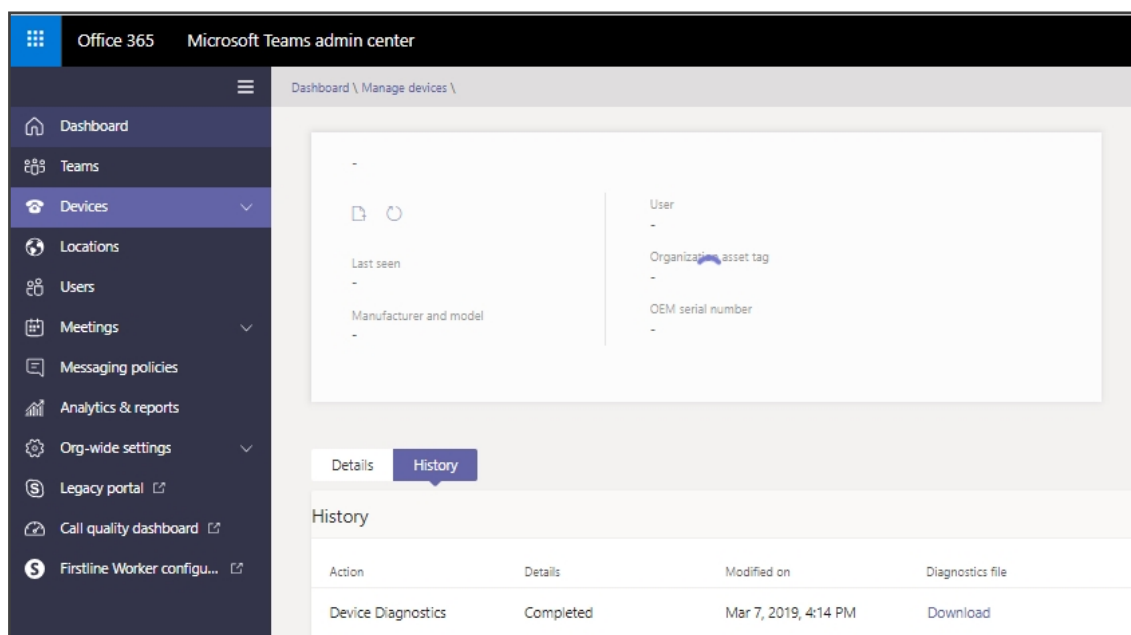 Office 365 Microsoft Teams admin center
Dashboard \ Manage devices \
Dashboard
Teams
Devices
Locations
Users
Meetings
Messaging policies
Analytics & reports
Org-wide settings
Legacy portal
Call quality dashboard
Firstline Worker configu...
-
User
-
Last seen
-
Organization asset tag
-
Manufacturer and model
-
OEM serial number
-
Details History
History
Action Details Modified on Diagnostics file
Device Diagnostics Completed Mar 7, 2019, 4:14 PM Download